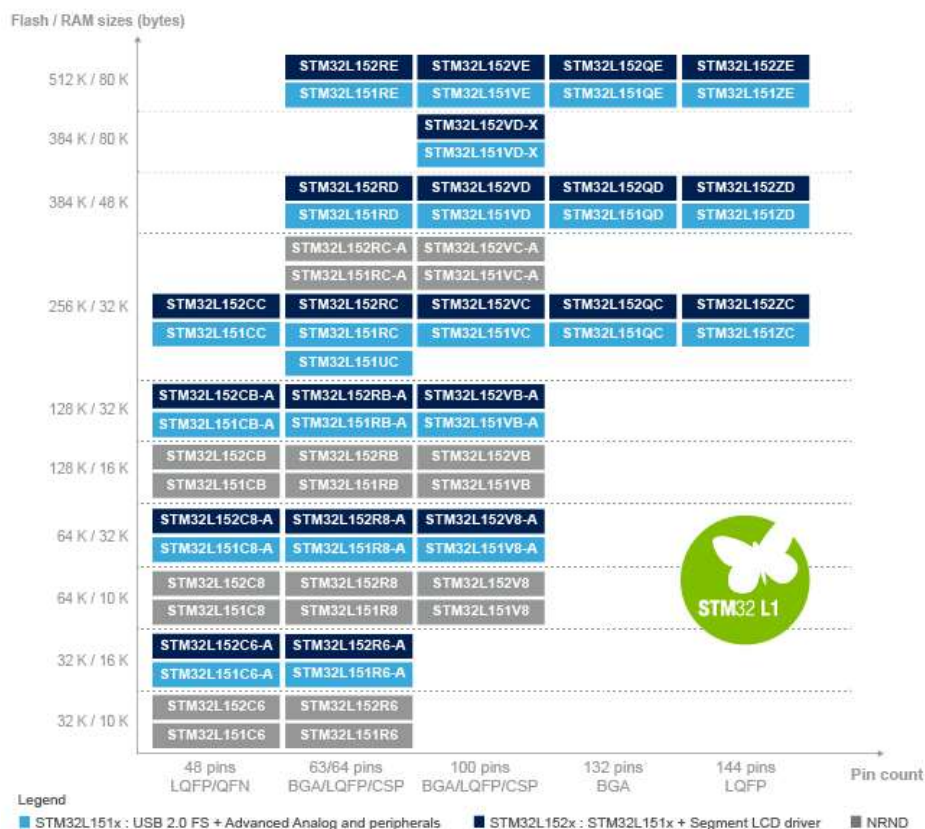 Flash / RAM sizes (bytes)
512 K / 80 K
STM32L152RE STM32L152VE STM32L152QE STM32L152ZE
STM32L151RE STM32L151VE STM32L151QE STM32L151ZE
384 K / 80 K
STM32L152VD-X
STM32L151VD-X
384 K / 48 K
STM32L152RD STM32L152VD STM32L152QD STM32L152ZD
STM32L151RD STM32L151VD STM32L151QD STM32L151ZD
256 K / 32 K
STM32L152RC-A STM32L152VC-A
STM32L151RC-A STM32L151VC-A
STM32L152CC STM32L152RC STM32L152VC STM32L152QC STM32L152ZC
STM32L151CC STM32L151RC STM32L151VC STM32L151QC STM32L151ZC
STM32L151UC
128 K / 32 K
STM32L152CB-A STM32L152RB-A STM32L152VB-A
STM32L151CB-A STM32L151RB-A STM32L151VB-A
128 K / 16 K
STM32L152CB STM32L152RB STM32L152VB
STM32L151CB STM32L151RB STM32L151VB
64 K / 32 K
STM32L152C8-A STM32L152R8-A STM32L152V8-A
STM32L151C8-A STM32L151R8-A STM32L151V8-A
64 K / 10 K
STM32L152C8 STM32L152R8 STM32L152V8
STM32L151C8 STM32L151R8 STM32L151V8
STM32 L1
32 K / 16 K
STM32L152C6-A STM32L152R6-A
STM32L151C6-A STM32L151R6-A
32 K / 10 K
STM32L152C6 STM32L152R6
STM32L151C6 STM32L151R6
48 pins 63/64 pins 100 pins 132 pins 144 pins
LQFP/QFN BGA/LQFP/CSP BGA/LQFP/CSP BGA LQFP
Pin count
Legend
STM32L151x : USB 2.0 FS + Advanced Analog and peripherals STM32L152x : STM32L151x + Segment LCD driver NRND